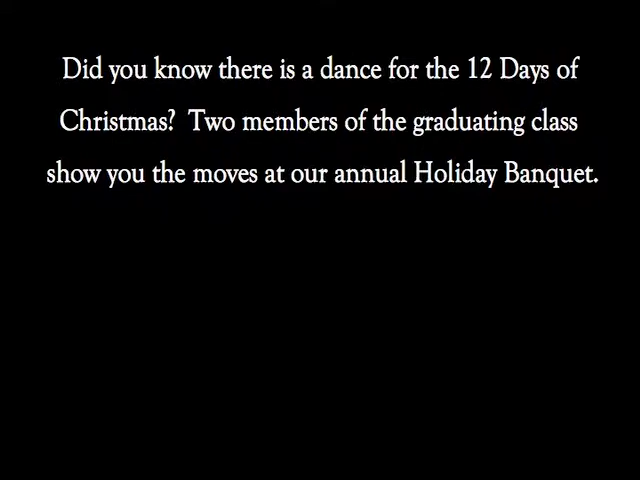 Did you know there is a dance for the 12 Days of
Christmas?  Two members of the graduating class
show you the moves at our annual Holiday Banquet.